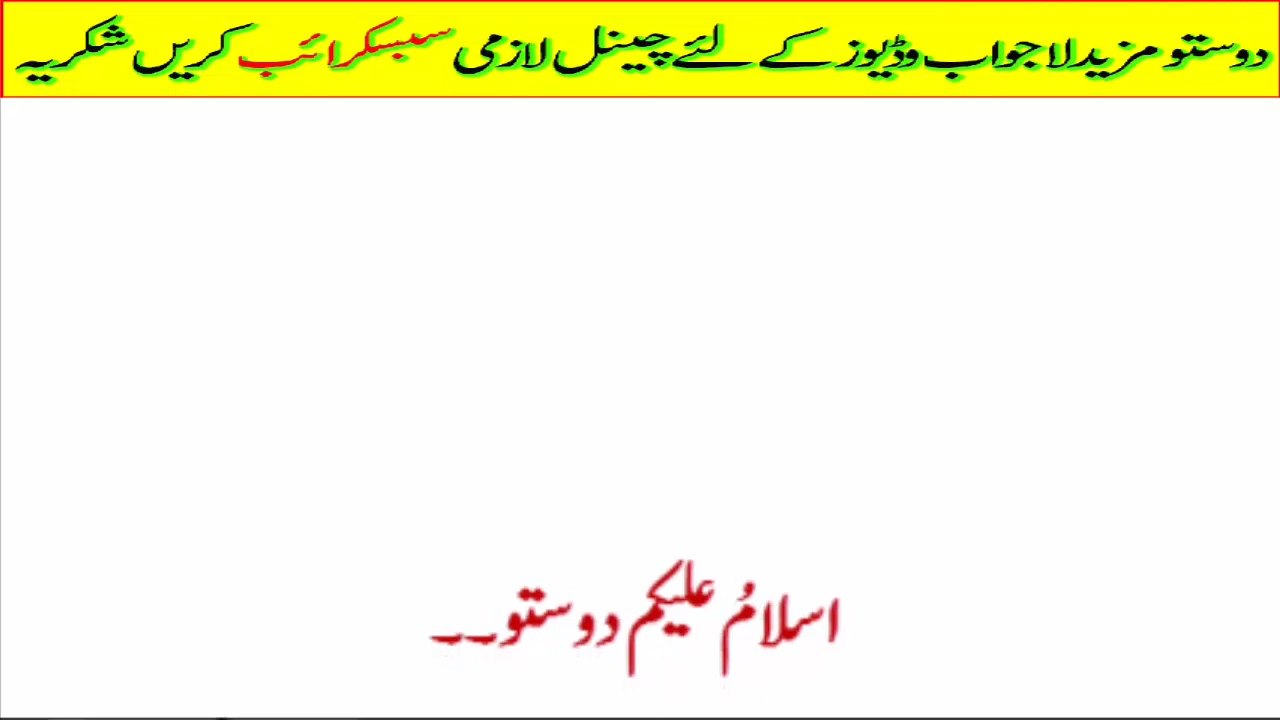 دوستو مزید لاجواب وڈیوز کے لئے چینل لازمی سبسکرائب کریں شکریہ
اسلامُ علیکم دوستو۔۔